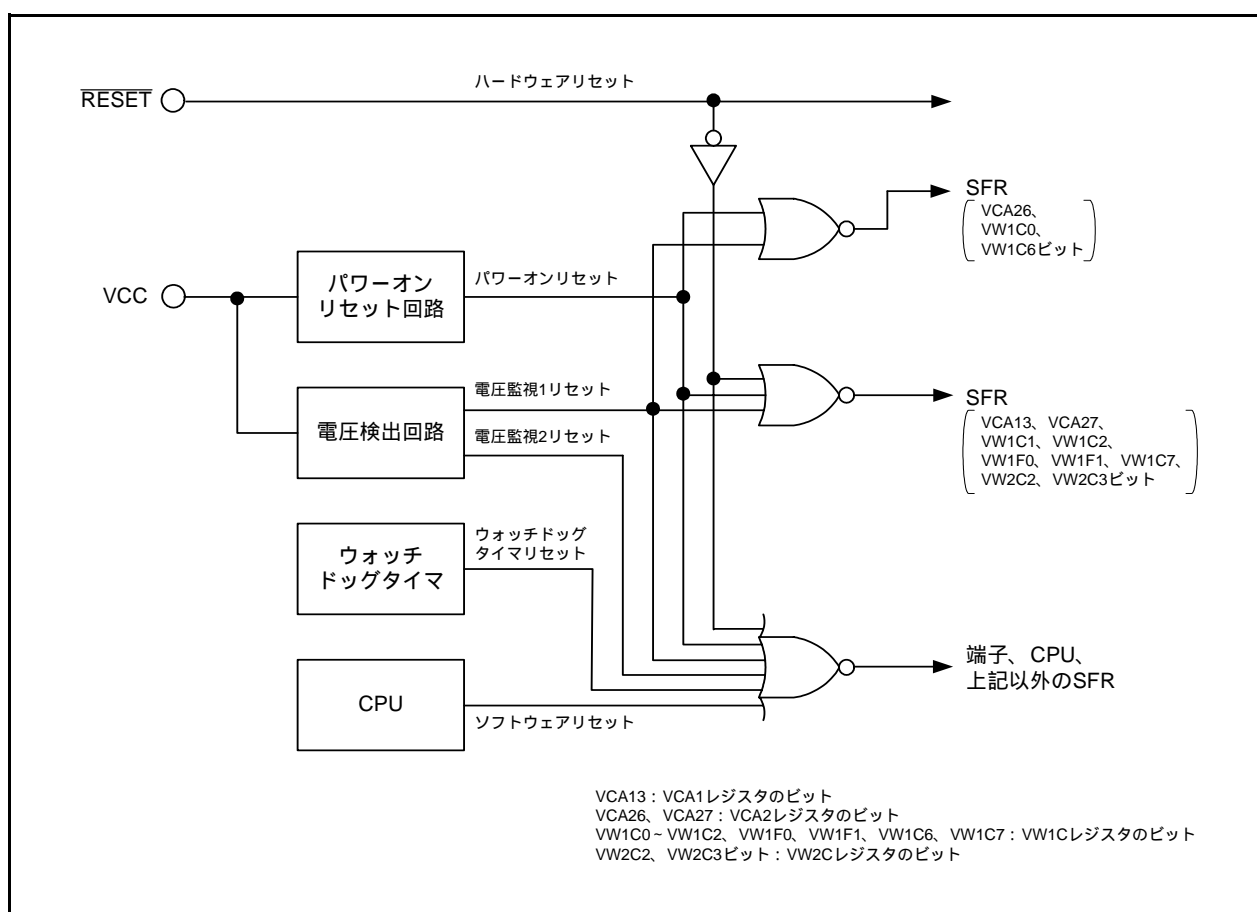 ハードウェアリセット
RESET
SFR
VCA26、
VW1C0、
VW1C6ビット
パワーオン
リセット回路
パワーオンリセット
VCC
電圧監視1リセット
電圧検出回路
電圧監視2リセット
SFR
VCA13、VCA27、
VW1C1、VW1C2、
VW1F0、VW1F1、VW1C7、
VW2C2、VW2C3ビット
ウォッチ
ドッグタイマ
ウォッチドッグ
タイマリセット
端子、CPU、
上記以外のSFR
CPU
ソフトウェアリセット
VCA13：VCA1レジスタのビット
VCA26、VCA27：VCA2レジスタのビット
VW1C0～VW1C2、VW1F0、VW1F1、VW1C6、VW1C7：VW1Cレジスタのビット
VW2C2、VW2C3ビット：VW2Cレジスタのビット